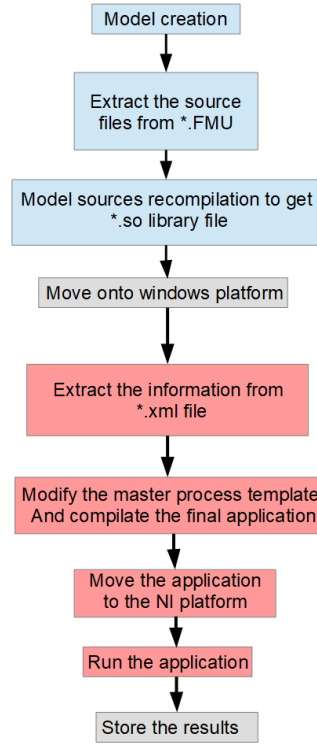 Model creation
Extract the source
files from *.FMU
Model sources recompilation to get
*.so library file
Move onto windows platform
Extract the information from
*.xml file
Modify the master process template
And compilate the final application
Move the application
to the NI platform
Run the application
Store the results